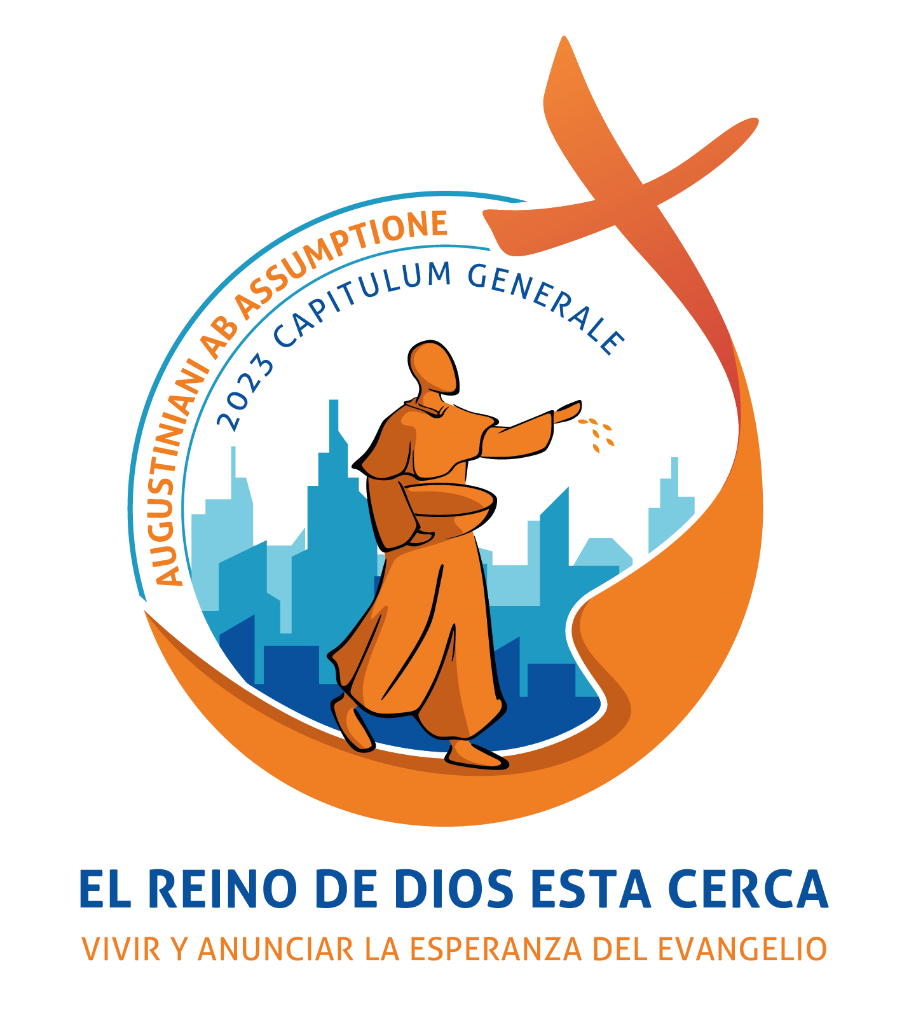 AUGUSTINIANI AB ASSUMPTIONE
2023 CAPITULUM GENERALE
EL REINO DE DIOS ESTA CERCA
VIVIR Y ANUNCIAR LA ESPERANZA DEL EVANGELIO